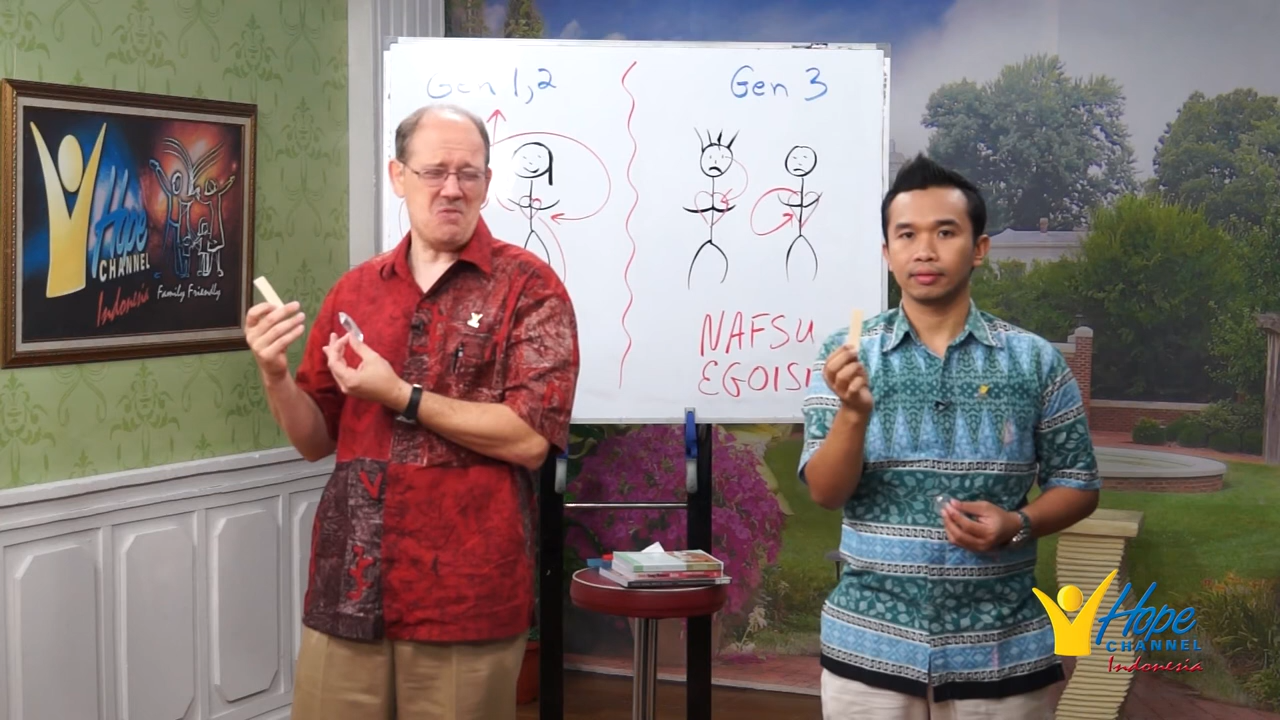 Gen 1,2
Gen 3
NAFSU
EGOIS
Hope
CHANNEL
Indonesia
Family Friendly
Hope
CHANNEL
Indonesia